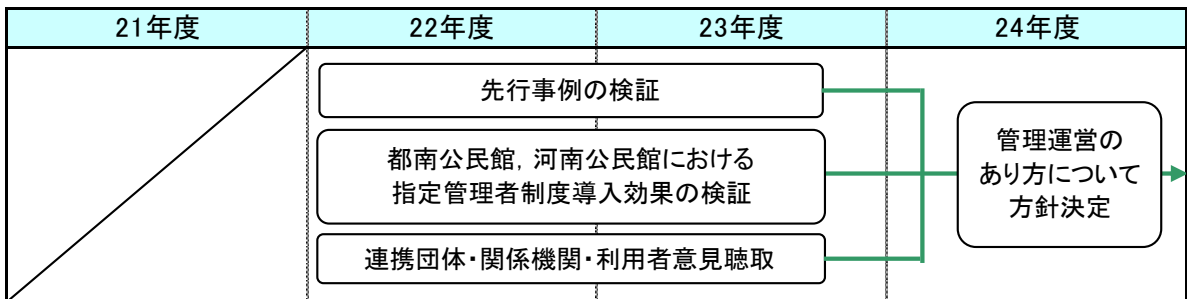 21年度
22年度
23年度
24年度
先行事例の検証
都南公民館,河南公民館における
指定管理者制度導入効果の検証
連携団体・関係機関・利用者意見聴取
管理運営の
あり方について
方針決定